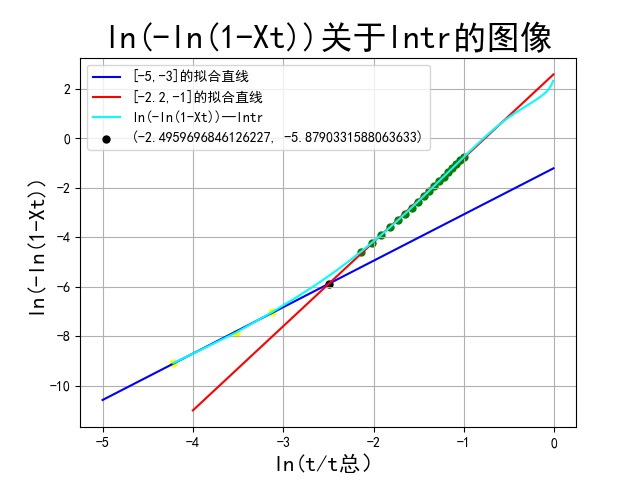 ln(-ln(1-Xt))关于lntr的图像
[-5,-3]的拟合直线
[-2.2,-1]的拟合直线
ln(-ln(1-Xt))—lntr
(-2.4959696846126227, -5.8790331588063633)
ln(-ln(1-Xt))
2
0
−2
−4
−6
−8
−10
−5
−4
−3
−2
−1
0
ln(t/t总)